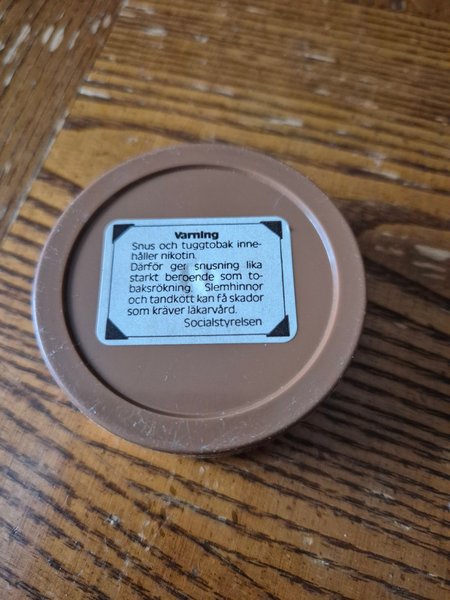 Varning
Snus och tuggtobak inne-
håller nikotin.
Därför ger snusning lika
starkt beroende som to-
baksrökning. Slemhinnor
och tandkött kan få skador
som kräver läkarvård.
Socialstyrelsen